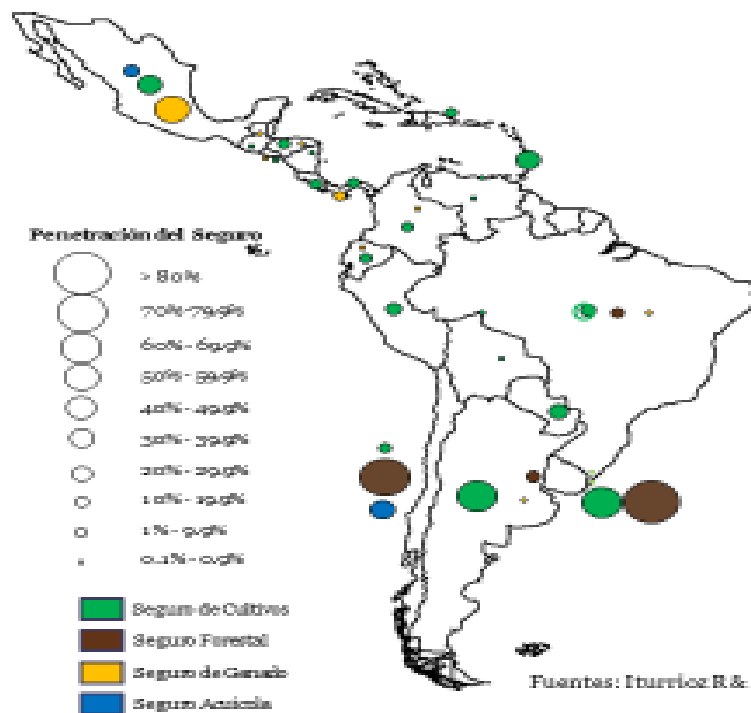 Penetración del Seguro
%
> 80%
70%-79.9%
60% - 69.9%
50% - 59.9%
40% - 49.9%
30% - 39.9%
20% - 29.9%
10% - 19.9%
1% - 9.9%
0.1% - 0.9%
Seguro de Cultivos
Seguro Forestal
Seguro de Ganado
Seguro Acuícola
Fuentes: Iturrioz R &